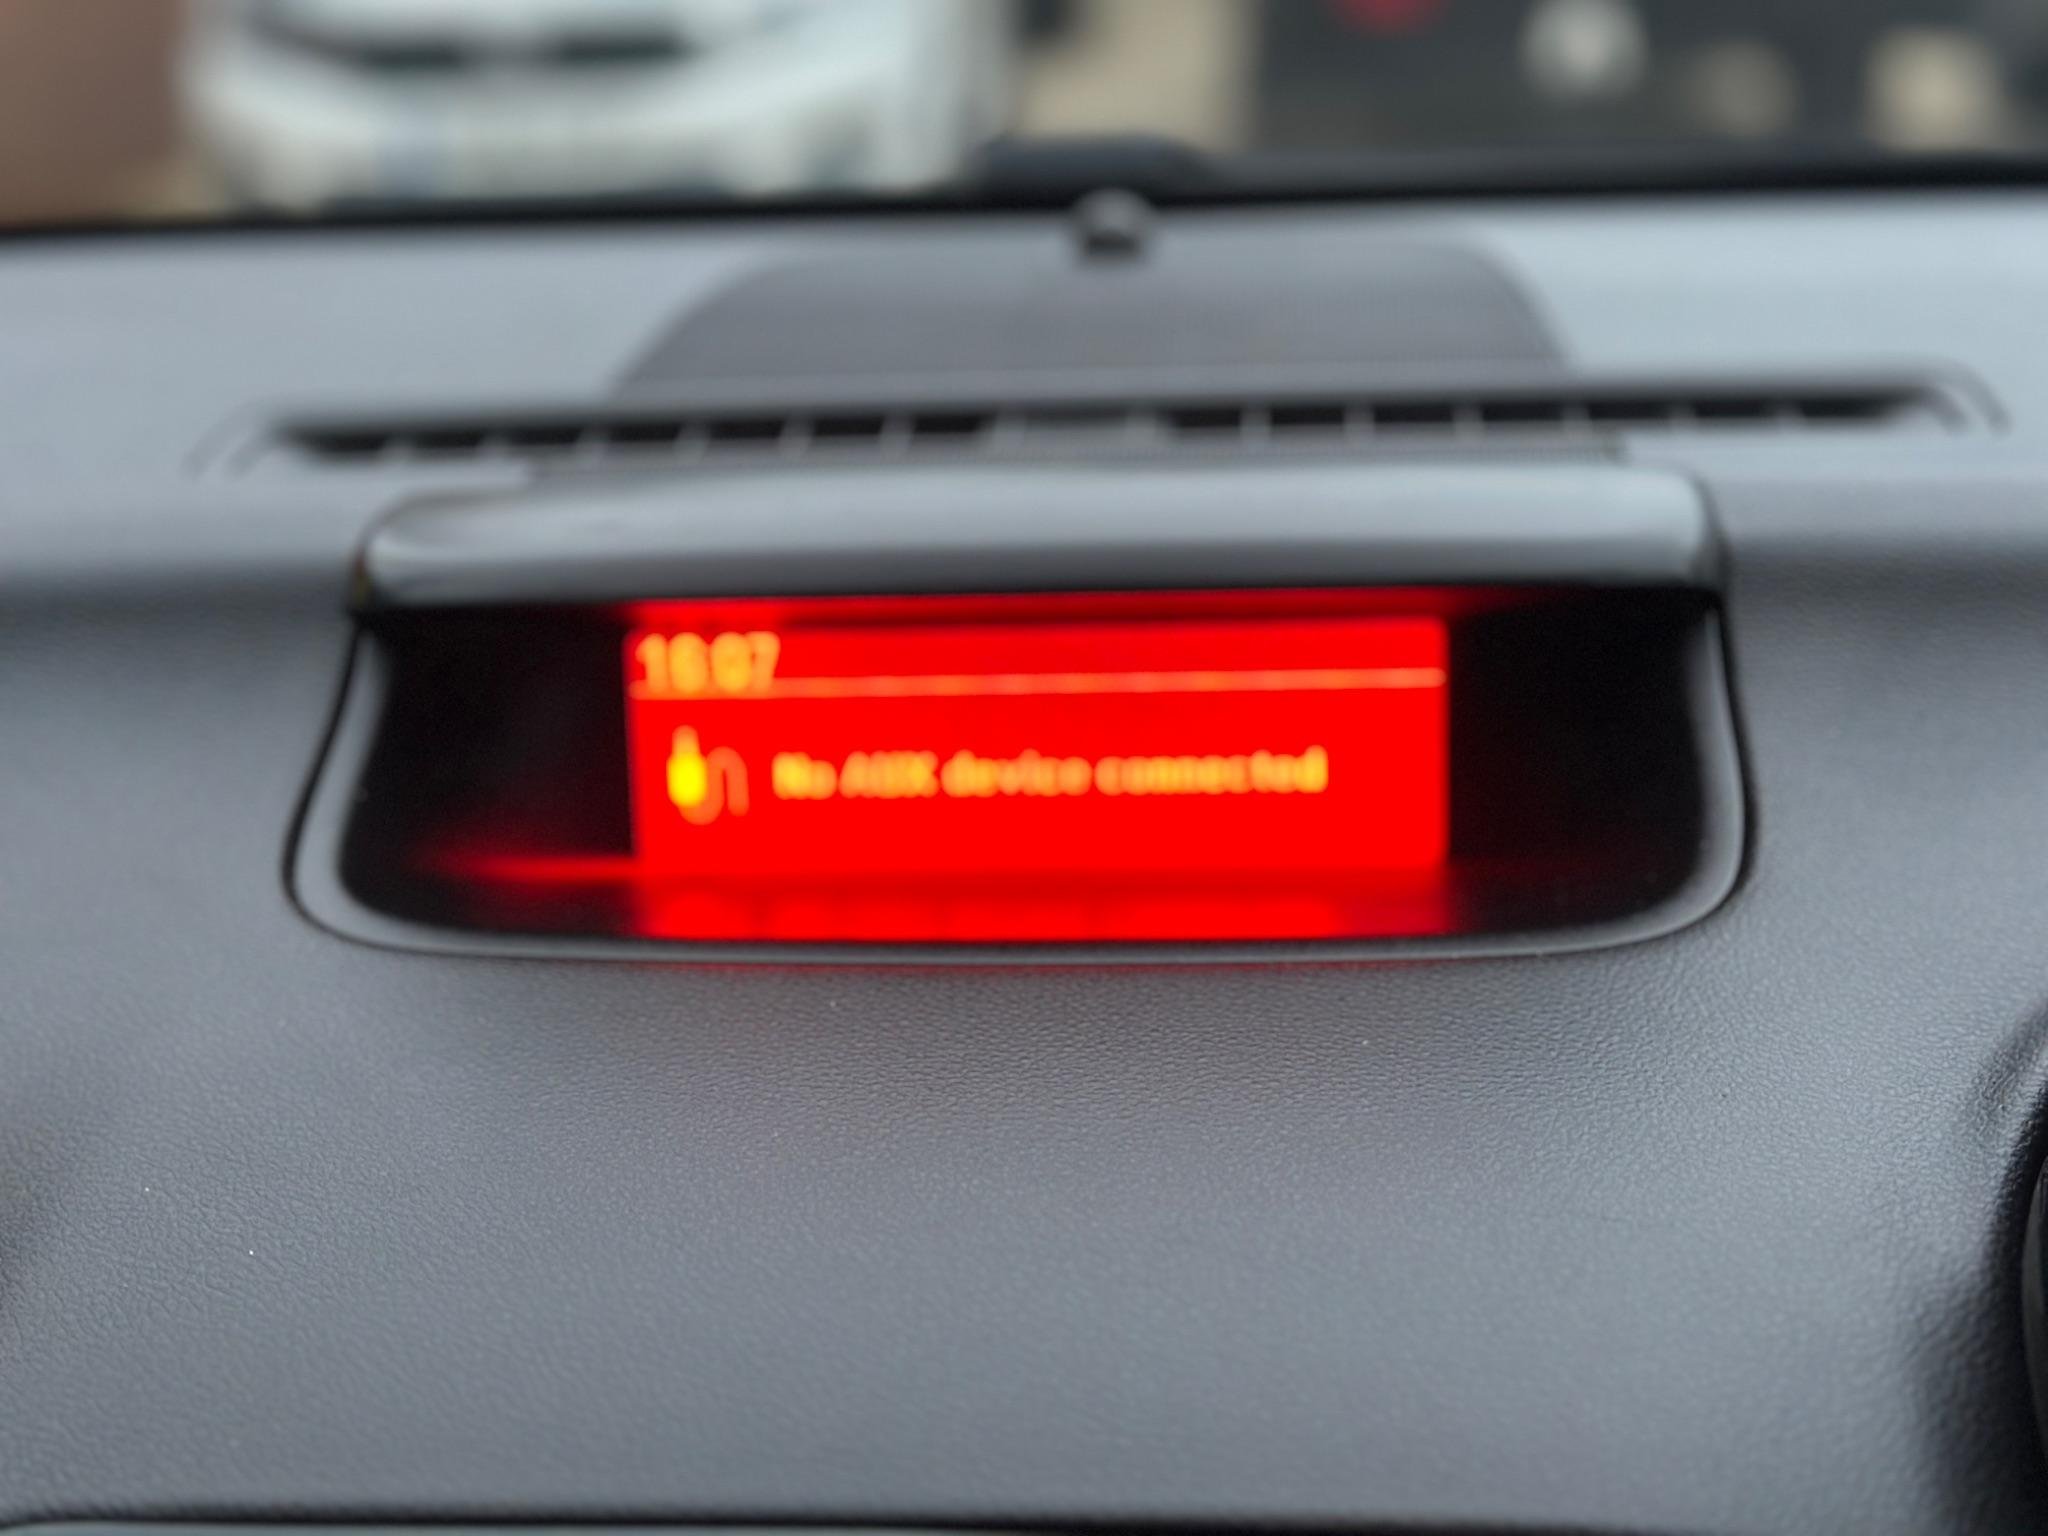 16:07
No AUX device connected